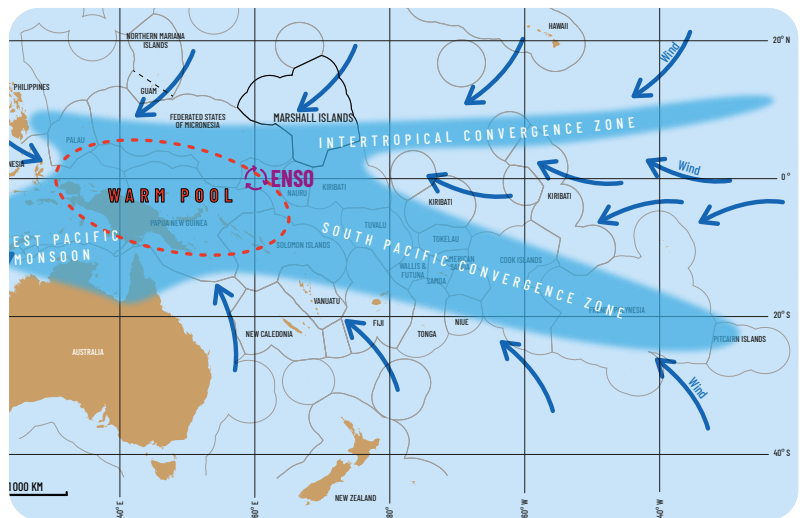 HAWAII
NORTHERN MARIANA
ISLANDS
20° N
Wind
PHILIPPINES
GUAM
FEDERATED STATES
OF MICRONESIA
MARSHALL ISLANDS
INTERTROPICAL CONVERGENCE ZONE
PALAU
NESIA
ENSO
Wind
0°
WARM POOL
NAURU
KIRIBATI
KIRIBATI
KIRIBATI
PAPUA NEW GUINEA
TUVALU
SOUTH PACIFIC CONVERGENCE ZONE
EST PACIFIC
MONSOON
SOLOMON ISLANDS
TOKELAU
WALLIS &
FUTUNA
COOK ISLANDS
SAMOA
VANUATU
NEW CALEDONIA
FIJI
TONGA
NIUE
20° S
PITCAIRN ISLANDS
AUSTRALIA
Wind
40° S
1000 KM
NEW ZEALAND